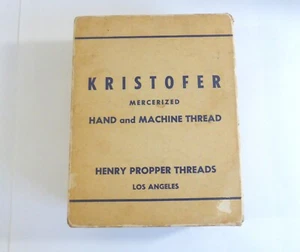 KRISTOFER
MERCERIZED
HAND and MACHINE THREAD
HENRY PROPPER THREADS
LOS ANGELES